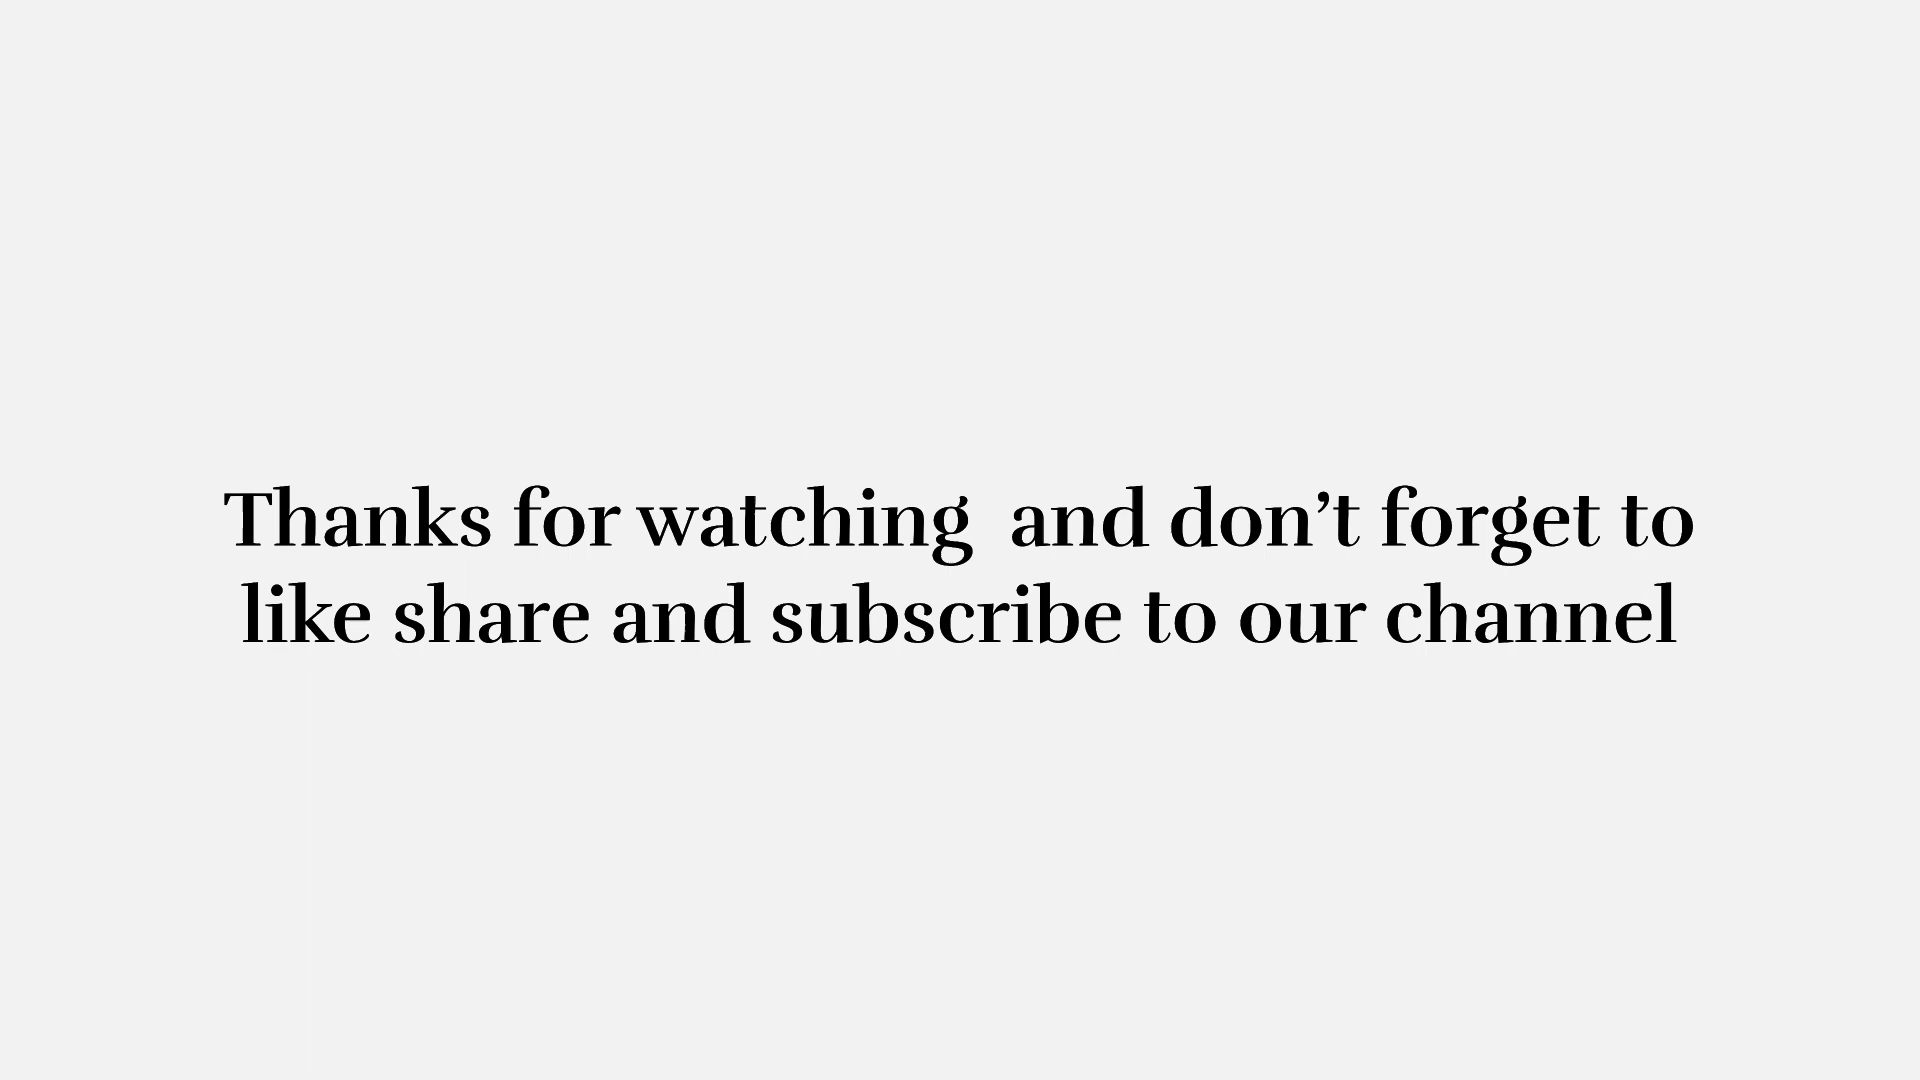 Thanks for watching  and don’t forget to
like share and subscribe to our channel